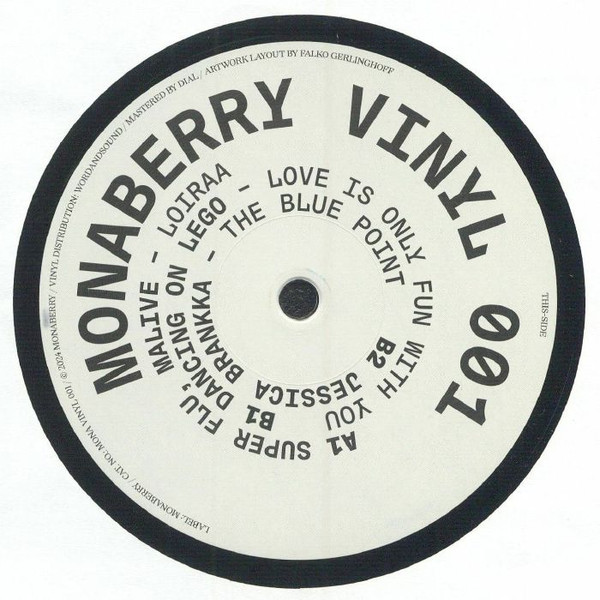 LABEL: MONABERRY / CAT. NO.: MONA VINYL 001 / © 2024 MONABERRY / VINYL DISTRIBUTION: WORDANDSOUND / MASTERED BY DIAL / ARTWORK LAYOUT BY FALKO GERLINGHOFF
THIS-SIDE
MONABERRY VINYL 001
A1 SUPER FLU, MALIVE - LOIRAA
B1 DANCING ON LEGO - LOVE IS ONLY FUN WITH YOU
B2 JESSICA BRANKKA - THE BLUE POINT